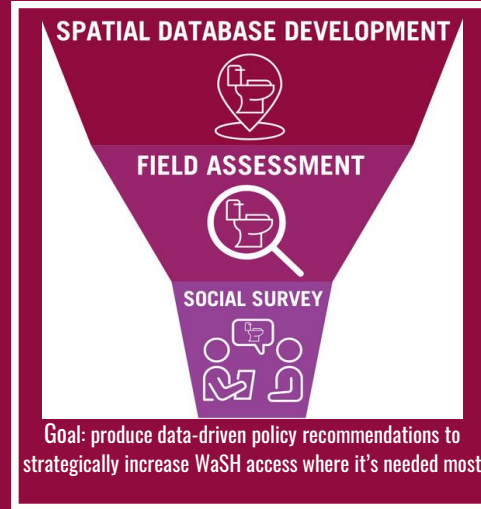 SPATIAL DATABASE DEVELOPMENT
FIELD ASSESSMENT
SOCIAL SURVEY
Goal: produce data-driven policy recommendations to
strategically increase WaSH access where it's needed most